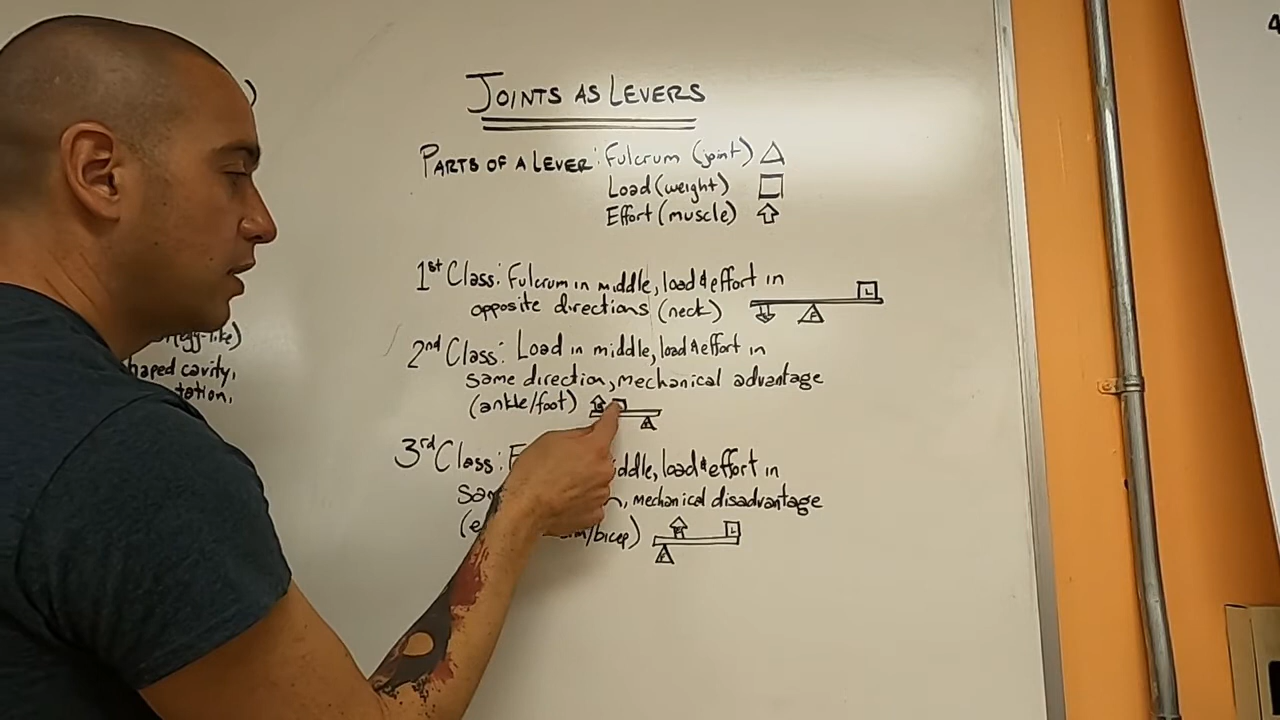 JOINTS AS LEVERS
PARTS OF A LEVER: Fulcrum (joint)
Load (weight)
Effort (muscle)
1st Class: Fulcrum in middle, load & effort in
opposite directions (neck)
L
F
2nd Class: Load in middle, load & effort in
same direction, mechanical advantage
(ankle/foot)
3rd Class: load & effort in
mechanical disadvantage
/bicep)
L
F
haped cavity,
4